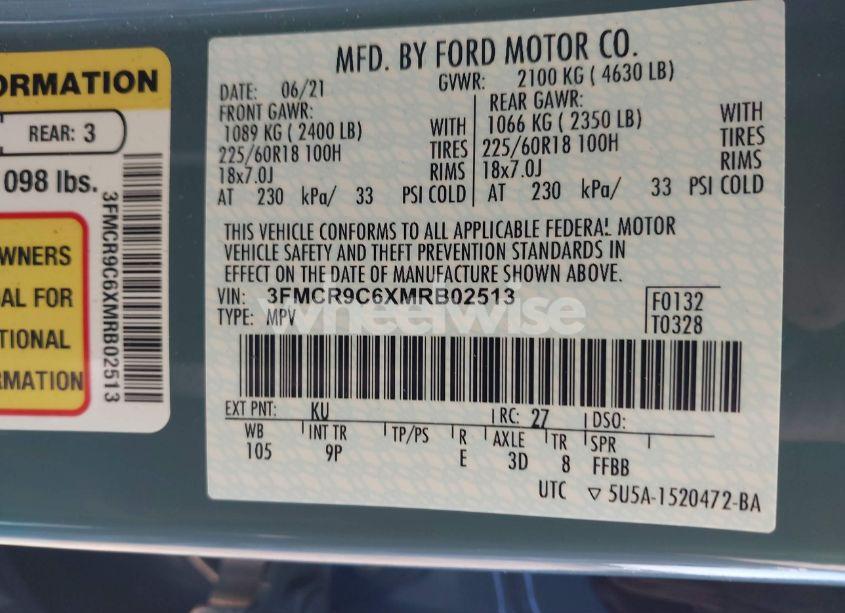 ORMATION
REAR: 3
098 lbs.
WNERS
AL FOR
TIONAL
RMATION
3FMCR9C6XMRB02513
MFD. BY FORD MOTOR CO.
DATE: 06/21 GVWR: 2100 KG ( 4630 LB)
FRONT GAWR: REAR GAWR:
1089 KG ( 2400 LB) WITH 1066 KG ( 2350 LB) WITH
225/60R18 100H TIRES 225/60R18 100H TIRES
18x7.0J RIMS 18x7.0J RIMS
AT 230 kPa/ 33 PSI COLD AT 230 kPa/ 33 PSI COLD
THIS VEHICLE CONFORMS TO ALL APPLICABLE FEDERAL MOTOR
VEHICLE SAFETY AND THEFT PREVENTION STANDARDS IN
EFFECT ON THE DATE OF MANUFACTURE SHOWN ABOVE.
VIN: 3FMCR9C6XMRB02513 F0132
TYPE: MPV T0328
wheelwise
EXT PNT: KU RC: 27 DSO:
WB INT TR TP/PS R AXLE TR SPR
105 9P E 3D 8 FFBB
UTC ▽ 5U5A-1520472-BA